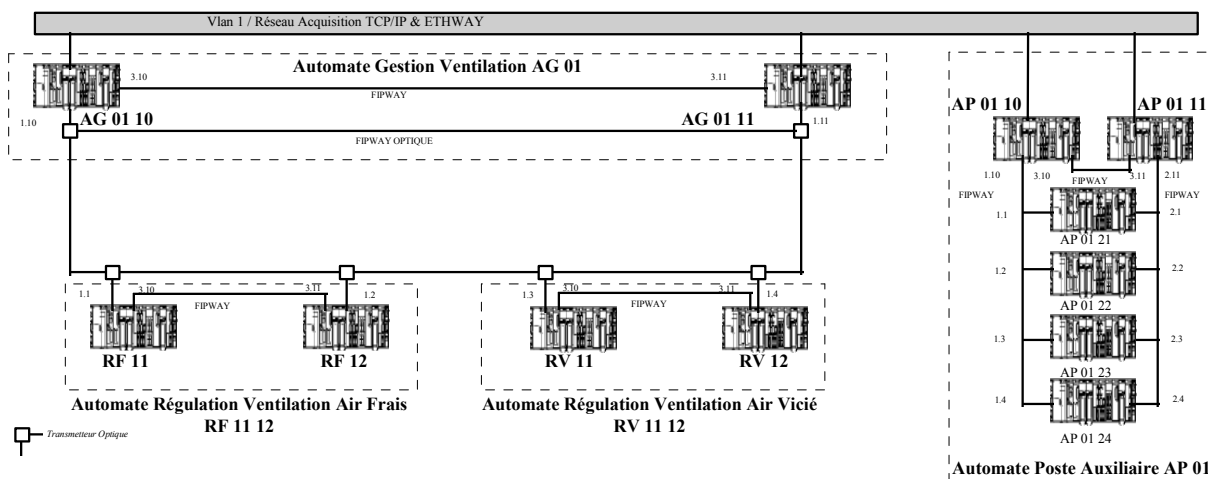 Vlan 1 / Réseau Acquisition TCP/IP & ETHWAY
Automate Gestion Ventilation AG 01
3.10
3.11
FIPWAY
1.10
AG 01 10
AG 01 11
1.11
FIPWAY OPTIQUE
AP 01 10
AP 01 11
1.10
3.10
3.11
2.11
FIPWAY
FIPWAY
FIPWAY
1.1
2.1
AP 01 21
1.2
2.2
AP 01 22
1.3
2.3
AP 01 23
1.4
2.4
AP 01 24
Automate Poste Auxiliaire AP 01
1.1
3.10
3.11
1.2
FIPWAY
RF 11
RF 12
Automate Régulation Ventilation Air Frais
RF 11 12
1.3
3.10
3.11
1.4
FIPWAY
RV 11
RV 12
Automate Régulation Ventilation Air Vicié
RV 11 12
Transmetteur Optique